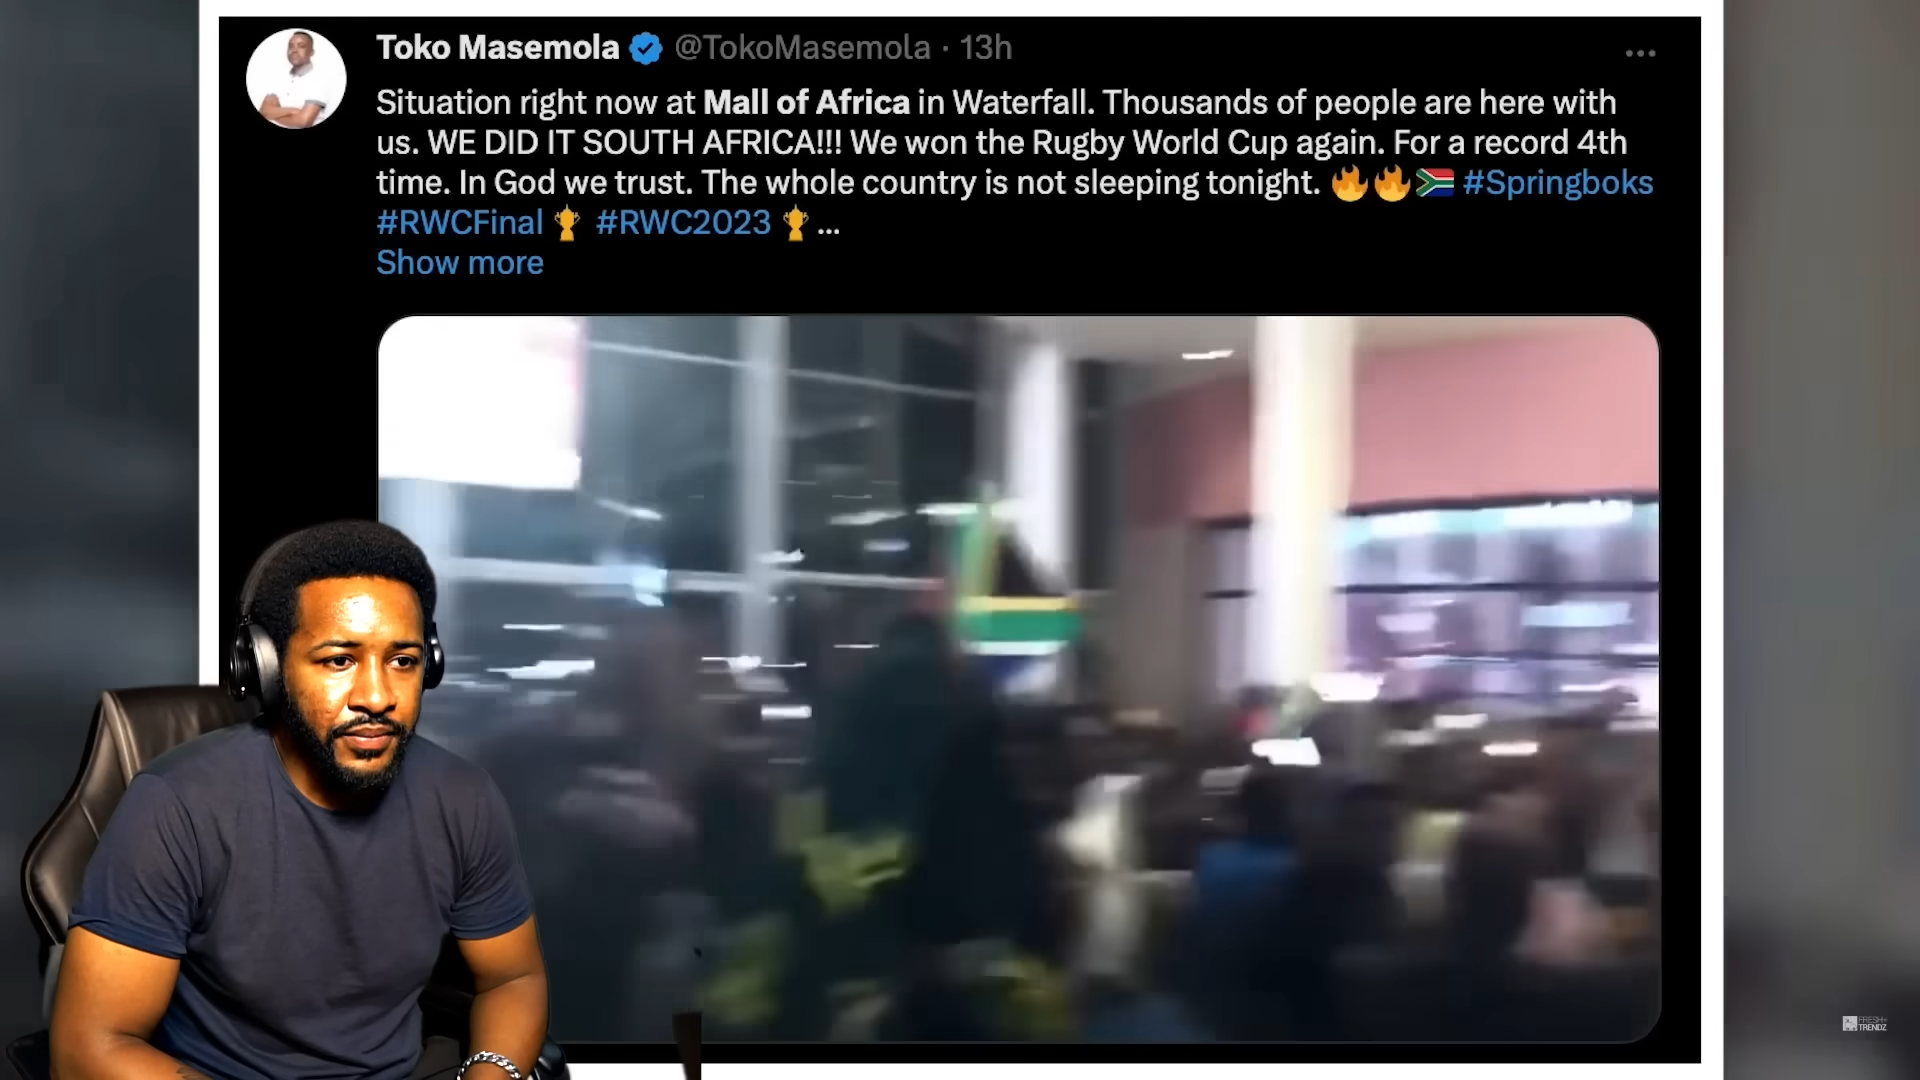 Toko Masemola @TokoMasemola · 13h
Situation right now at Mall of Africa in Waterfall. Thousands of people are here with
us. WE DID IT SOUTH AFRICA!!! We won the Rugby World Cup again. For a record 4th
time. In God we trust. The whole country is not sleeping tonight. 🔥🔥🇿🇦 #Springboks
#RWCFinal🏆 #RWC2023🏆...
Show more
FRESH+
TRENDZ